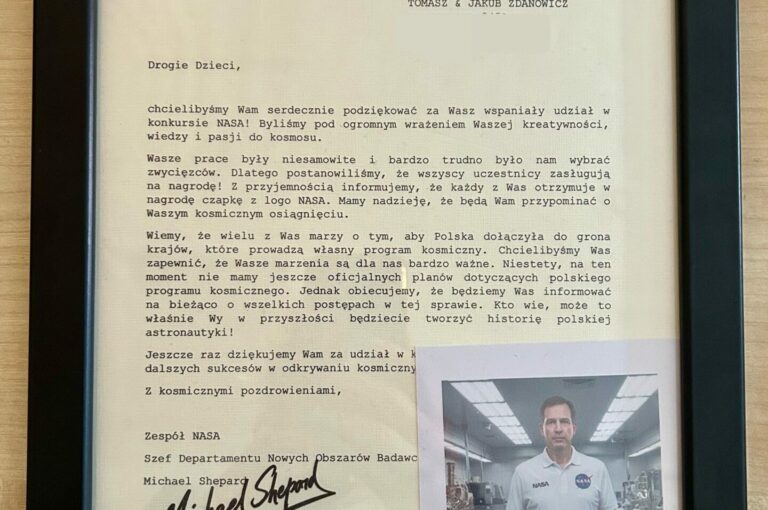 TOMASZ & JAKUB ZDANOWICZ
Drogie Dzieci,
chcielibyśmy Wam serdecznie podziękować za Wasz wspaniały udział w
konkursie NASA! Byliśmy pod ogromnym wrażeniem Waszej kreatywności,
wiedzy i pasji do kosmosu.
Wasze prace były niesamowite i bardzo trudno było nam wybrać
zwycięzców. Dlatego postanowiliśmy, że wszyscy uczestnicy zasługują
na nagrodę! Z przyjemnością informujemy, że każdy z Was otrzymuje w
nagrodę czapkę z logo NASA. Mamy nadzieję, że będą Wam przypominać o
Waszym kosmicznym osiągnięciu.
Wiemy, że wielu z Was marzy o tym, aby Polska dołączyła do grona
krajów, które prowadzą własny program kosmiczny. Chcielibyśmy Was
zapewnić, że Wasze marzenia są dla nas bardzo ważne. Niestety, na ten
moment nie mamy jeszcze oficjalnych planów dotyczących polskiego
programu kosmicznego. Jednak obiecujemy, że będziemy Was informować
na bieżąco o wszelkich postępach w tej sprawie. Kto wie, może to
właśnie Wy w przyszłości będziecie tworzyć historię polskiej
astronautyki!
Jeszcze raz dziękujemy Wam za udział w k
dalszych sukcesów w odkrywaniu kosmiczny
Z kosmicznymi pozdrowieniami,
Zespół NASA
Szef Departamentu Nowych Obszarów Badawc
Michael Shepard
Michael Shepard
NASA
NASA